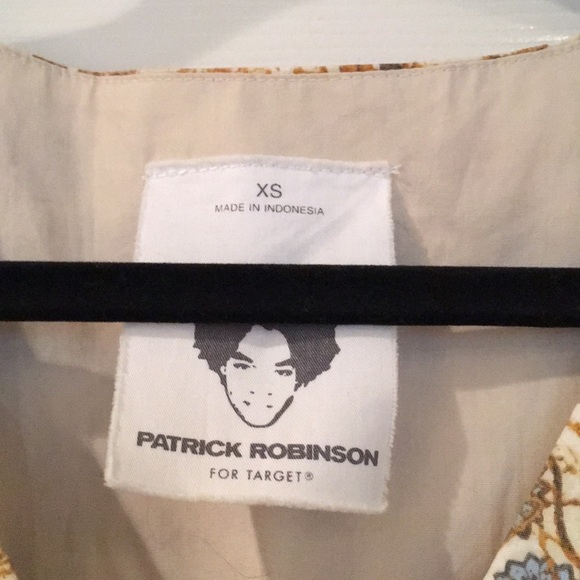 XS
MADE IN INDONESIA
PATRICK ROBINSON
FOR TARGET®